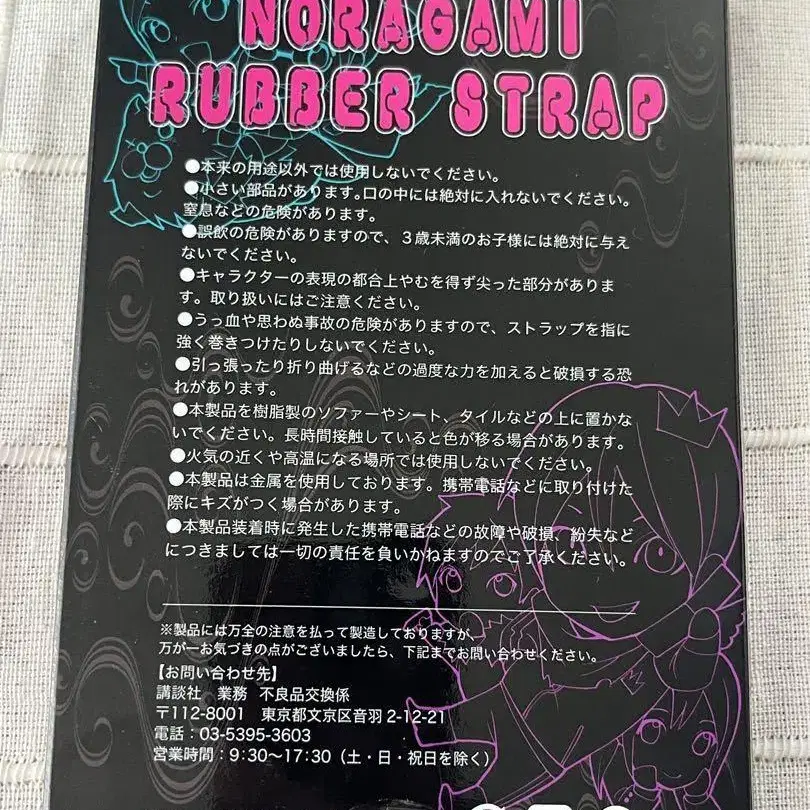 NORAGAMI
RUBBER STRAP
●本来の用途以外では使用しないでください。
●小さい部品があります。口の中には絶対に入れないでください。
窒息などの危険があります。
●誤飲の危険がありますので、３歳未満のお子様には絶対に与え
ないでください。
●キャラクターの表現の都合上やむを得ず尖った部分がありま
す。取り扱いにはご注意ください。
●うっ血や思わぬ事故の危険がありますので、ストラップを指に
強く巻きつけたりしないでください。
●引っ張ったり折り曲げるなどの過度な力を加えると破損する恐
れがあります。
●本製品を樹脂製のソファーやシート、タイルなどの上に置かな
いでください。長時間接触していると色が移る場合があります。
●火気の近くや高温になる場所では使用しないでください。
●本製品は金属を使用しております。携帯電話などに取り付けた
際にキズがつく場合があります。
●本製品装着時に発生した携帯電話などの故障や破損、紛失など
につきましては一切の責任を負いかねますのでご了承ください。
※製品には万全の注意を払って製造しておりますが、
万が一お気づきの点がございましたら、下記までお問い合わせください。
【お問い合わせ先】
講談社　業務　不良品交換係
〒112-8001　東京都文京区音羽 2-12-21
電話：03-5395-3603
営業時間：9:30〜17:30（土・日・祝日を除く）